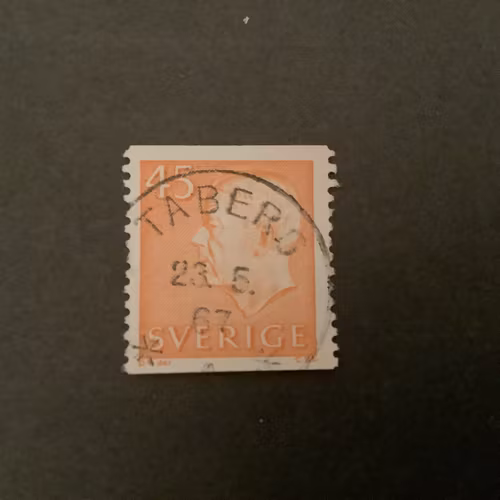 45
TABERG
23. 5.
67
SVERIGE